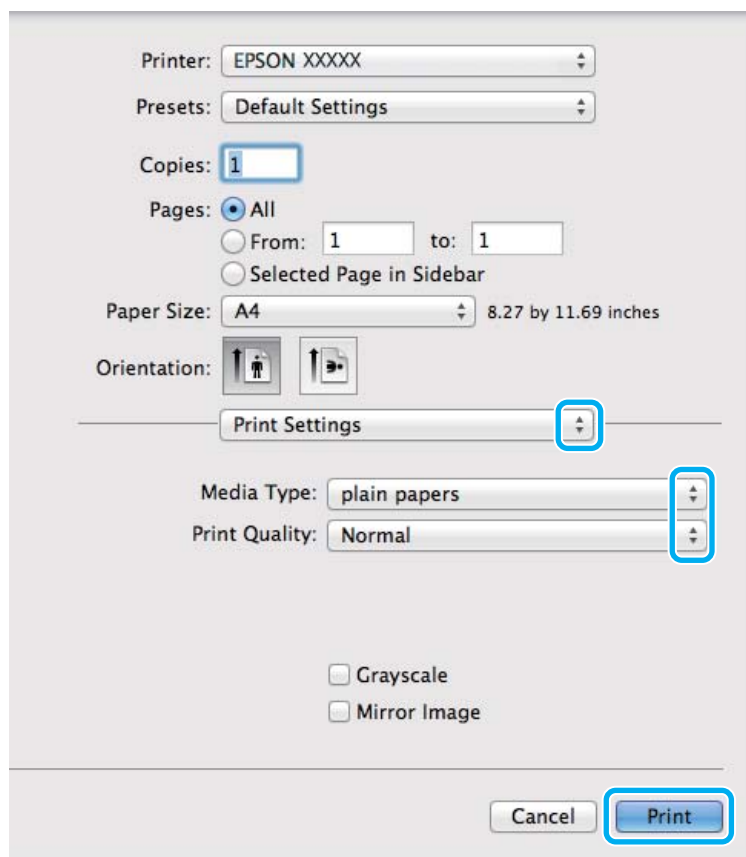 Printer: EPSON XXXXX
Presets: Default Settings
Copies: 1
Pages: All
From: 1 to: 1
Selected Page in Sidebar
Paper Size: A4 8.27 by 11.69 inches
Orientation:
Print Settings
Media Type: plain papers
Print Quality: Normal
Grayscale
Mirror Image
Cancel Print